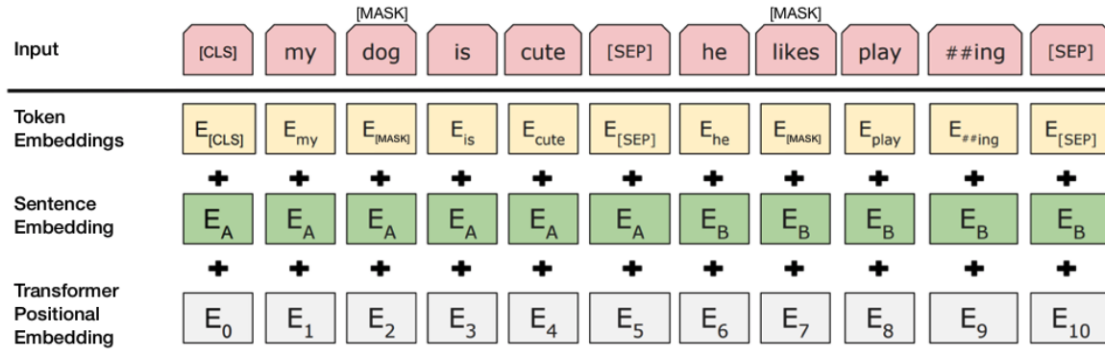 [MASK] [MASK]
Input [CLS] my dog is cute [SEP] he likes play ##ing [SEP]
Token
Embeddings
E[CLS] Emy E[MASK] Eis Ecute E[SEP] Ehe E[MASK] Eplay E##ing E[SEP]
+ + + + + + + + + + +
Sentence
Embedding
EA EA EA EA EA EA EB EB EB EB EB
+ + + + + + + + + + +
Transformer
Positional
Embedding
E0 E1 E2 E3 E4 E5 E6 E7 E8 E9 E10